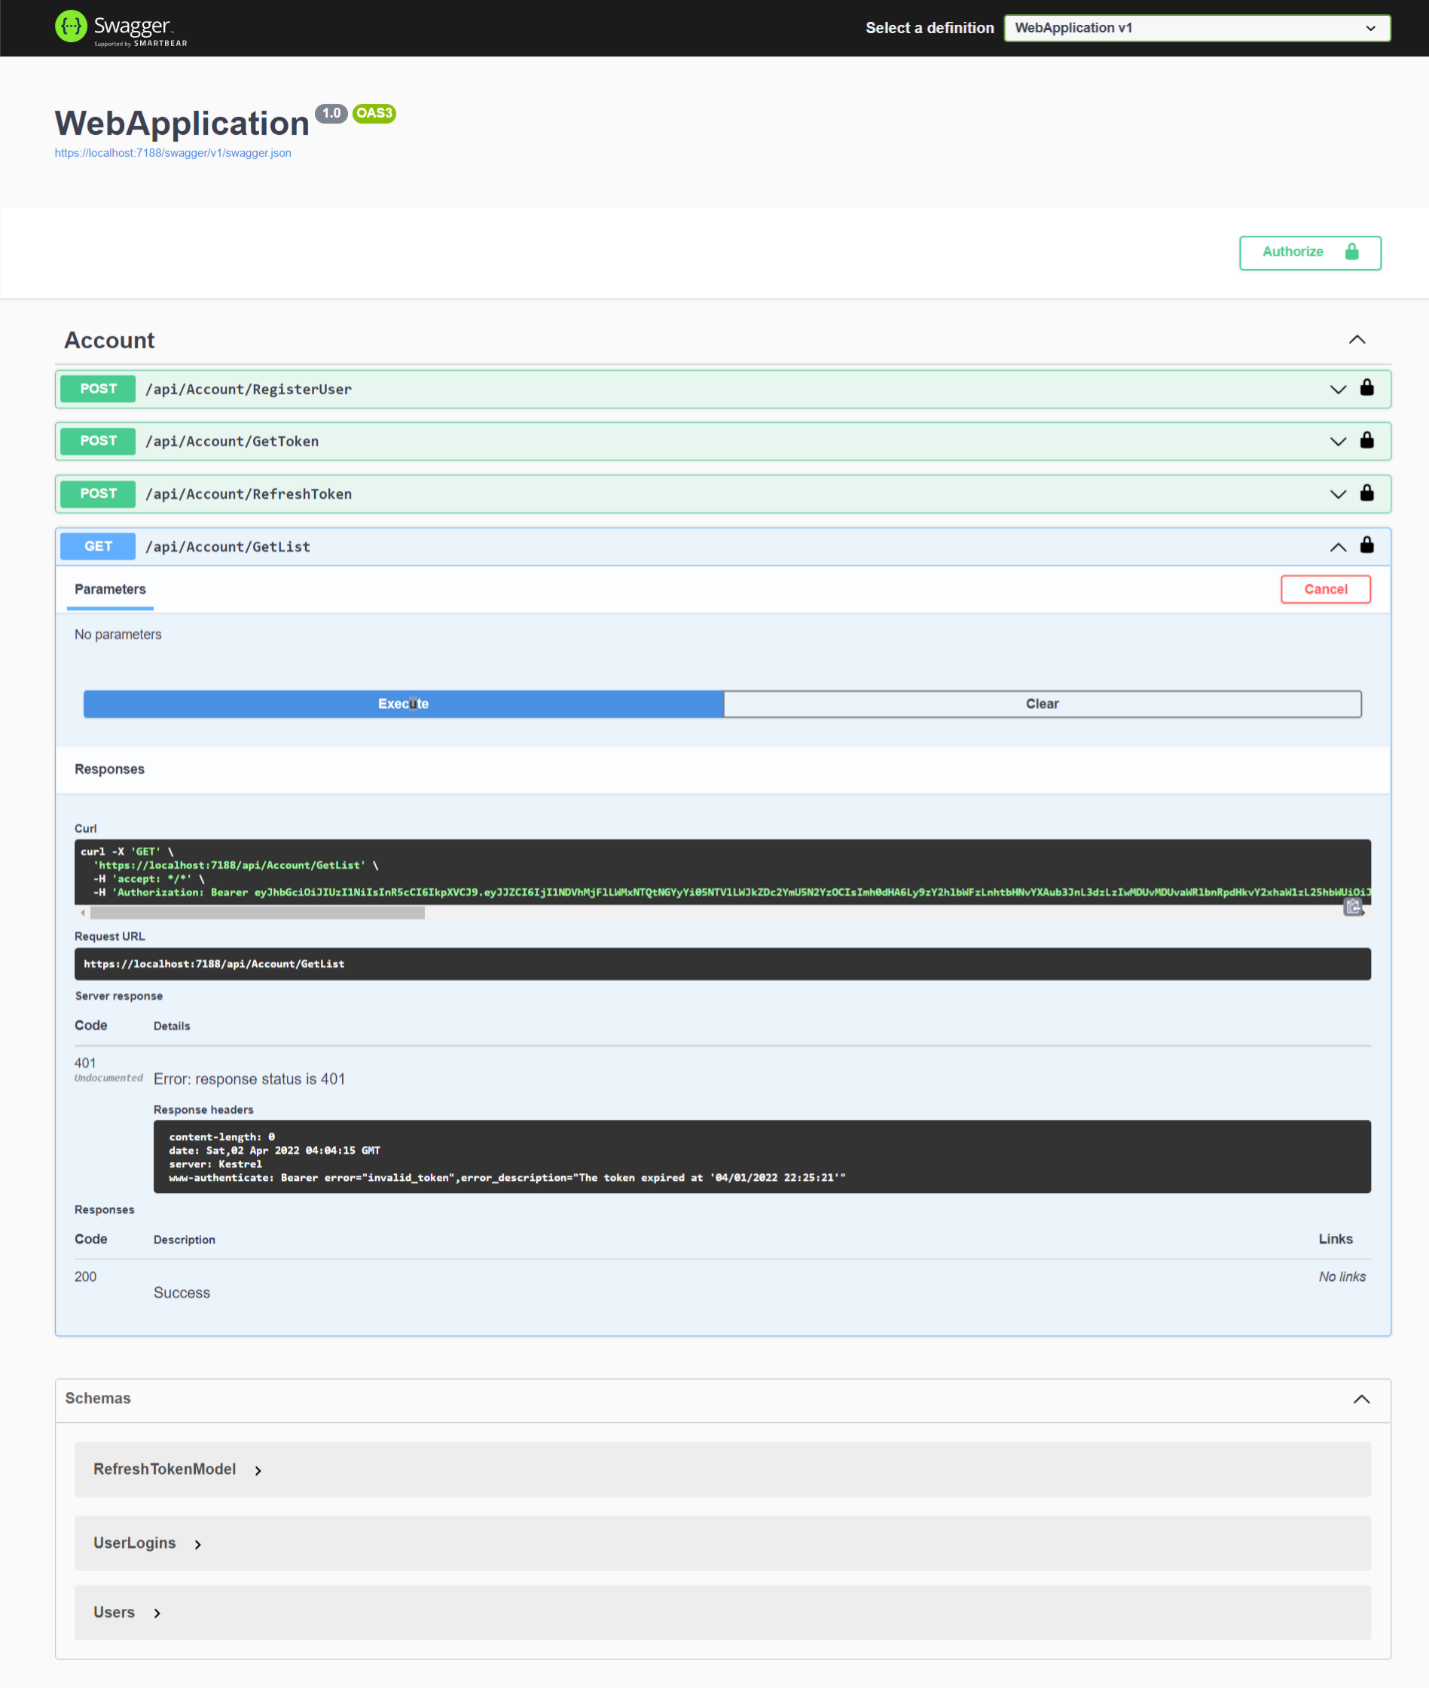 Swagger
Supported by SMARTBEAR
Select a definition
WebApplication v1
WebApplication 1.0 OAS3
https://localhost:7188/swagger/v1/swagger.json
Authorize
Account
POST /api/Account/RegisterUser
POST /api/Account/GetToken
POST /api/Account/RefreshToken
GET /api/Account/GetList
Parameters
Cancel
No parameters
Execute
Clear
Responses
Curl
curl -X 'GET' \
'https://localhost:7188/api/Account/GetList' \
-H 'accept: */*' \
-H 'Authorization: Bearer
Request URL
https://localhost:7188/api/Account/GetList
Server response
Code Details
401
Undocumented
Error: response status is 401
Response headers
content-length: 0
date: Sat,02 Apr 2022 04:04:15 GMT
server: Kestrel
www-authenticate: Bearer error="invalid_token",error_description="The token expired at '04/01/2022 22:25:21'"
Responses
Code Description Links
200
Success
No links
Schemas
RefreshTokenModel
UserLogins
Users